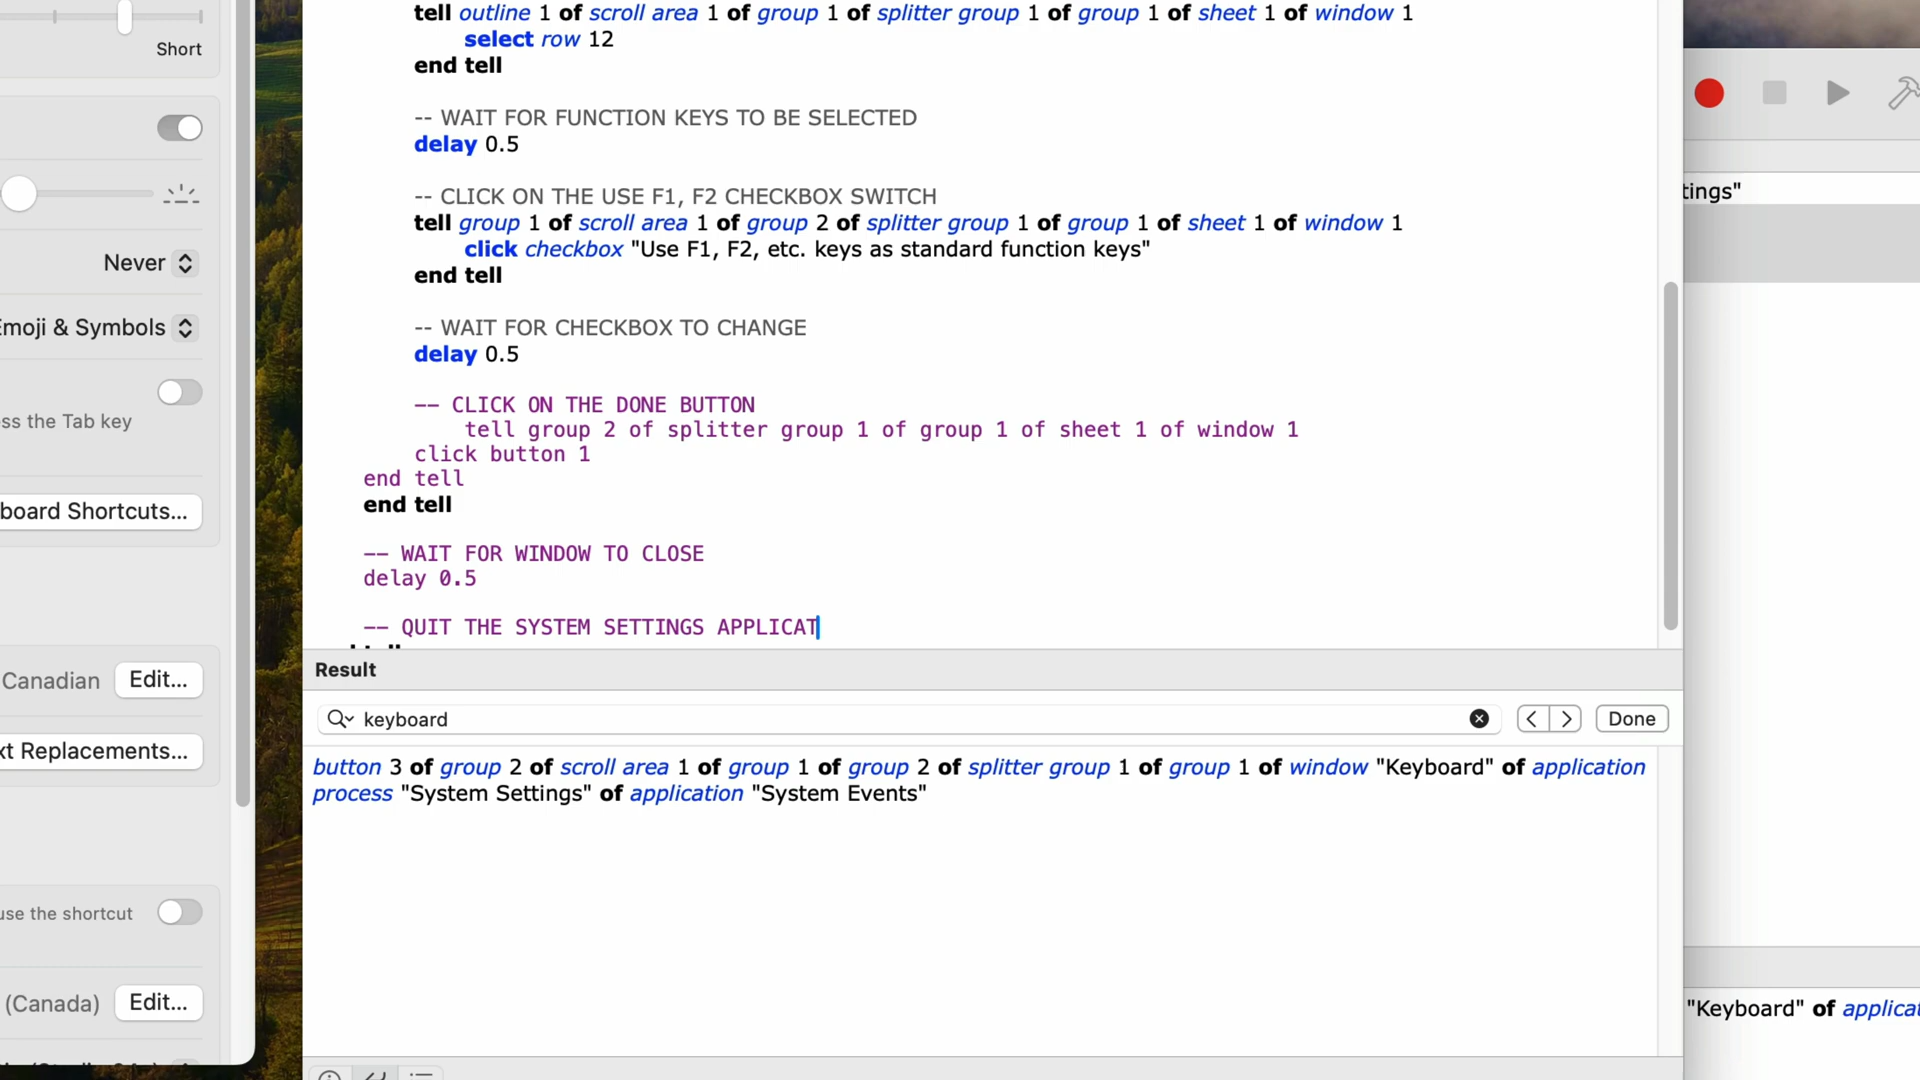 Short
Never
Emoji & Symbols
ss the Tab key
board Shortcuts...
Canadian
Edit...
xt Replacements...
use the shortcut
(Canada)
Edit...
tell outline 1 of scroll area 1 of group 1 of splitter group 1 of group 1 of sheet 1 of window 1
select row 12
end tell
-- WAIT FOR FUNCTION KEYS TO BE SELECTED
delay 0.5
-- CLICK ON THE USE F1, F2 CHECKBOX SWITCH
tell group 1 of scroll area 1 of group 2 of splitter group 1 of group 1 of sheet 1 of window 1
click checkbox "Use F1, F2, etc. keys as standard function keys"
end tell
-- WAIT FOR CHECKBOX TO CHANGE
delay 0.5
-- CLICK ON THE DONE BUTTON
tell group 2 of splitter group 1 of group 1 of sheet 1 of window 1
click button 1
end tell
end tell
-- WAIT FOR WINDOW TO CLOSE
delay 0.5
-- QUIT THE SYSTEM SETTINGS APPLICAT
Result
keyboard
Done
button 3 of group 2 of scroll area 1 of group 1 of group 2 of splitter group 1 of group 1 of window "Keyboard" of application
process "System Settings" of application "System Events"
tings"
"Keyboard" of applicat